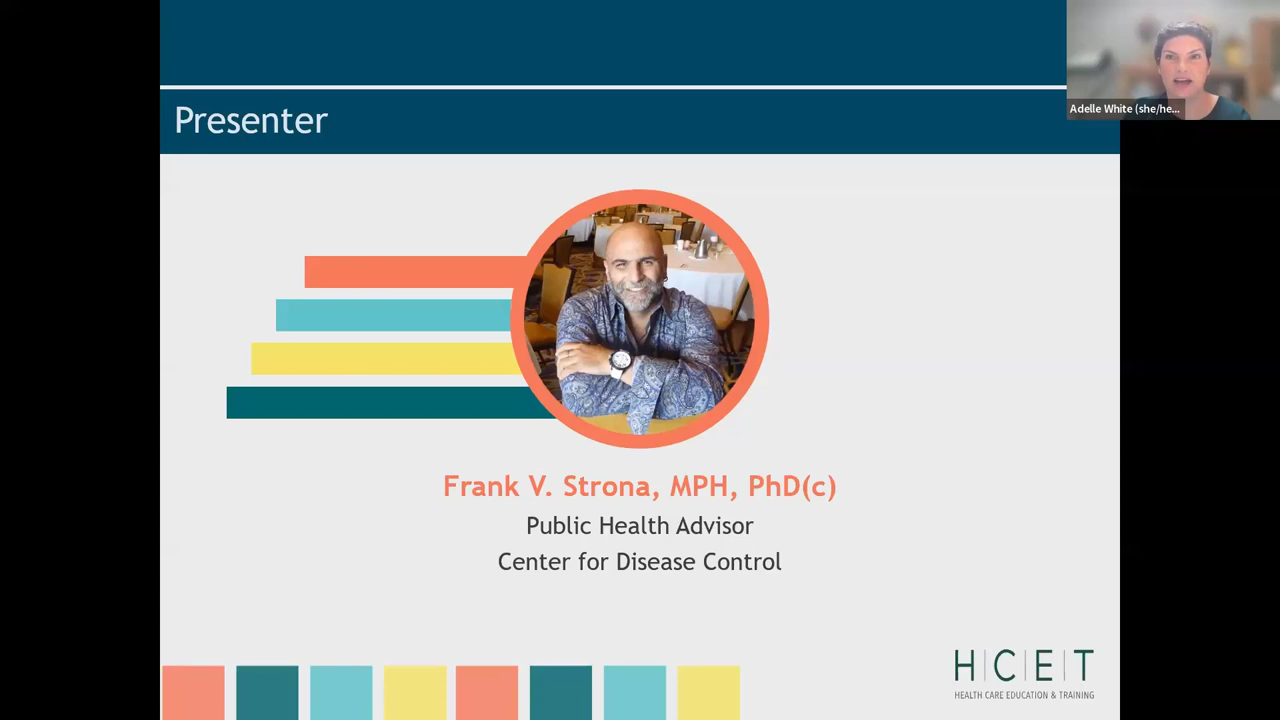 Presenter
Adelle White (she/he...
Frank V. Strona, MPH, PhD(c)
Public Health Advisor
Center for Disease Control
H|C|E|T
HEALTH CARE EDUCATION & TRAINING